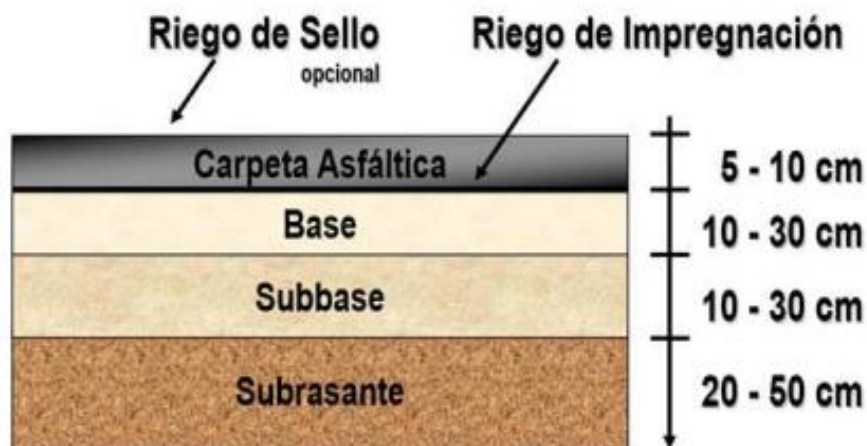 Riego de Sello
opcional
Riego de Impregnación
Carpeta Asfáltica
5 - 10 cm
Base
10 - 30 cm
Subbase
10 - 30 cm
Subrasante
20 - 50 cm